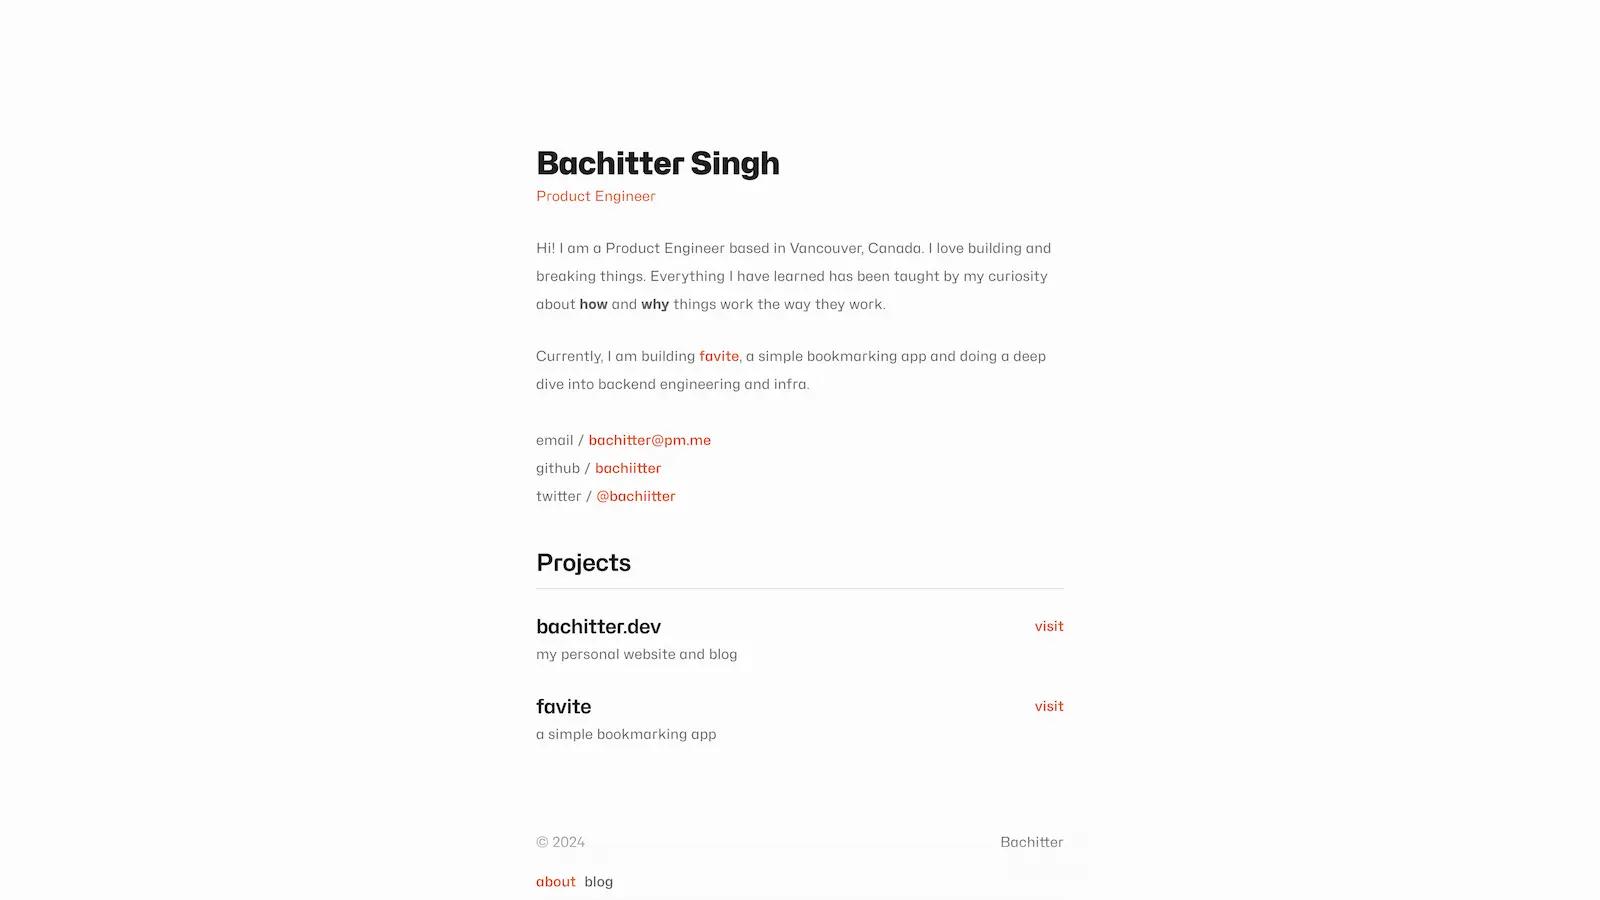 Bachitter Singh
Product Engineer
Hi! I am a Product Engineer based in Vancouver, Canada. I love building and
breaking things. Everything I have learned has been taught by my curiosity
about how and why things work the way they work.
Currently, I am building favite, a simple bookmarking app and doing a deep
dive into backend engineering and infra.
email / bachitter@pm.me
github / bachiitter
twitter / @bachiitter
Projects
bachitter.dev visit
my personal website and blog
favite visit
a simple bookmarking app
© 2024 Bachitter
about blog